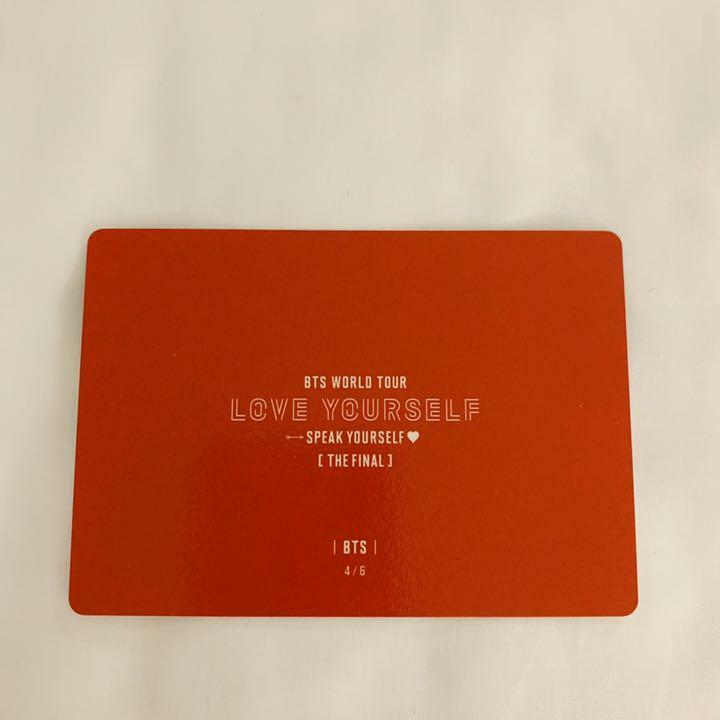 BTS WORLD TOUR
LOVE YOURSELF
SPEAK YOURSELF
[ THE FINAL ]
| BTS |
4/6